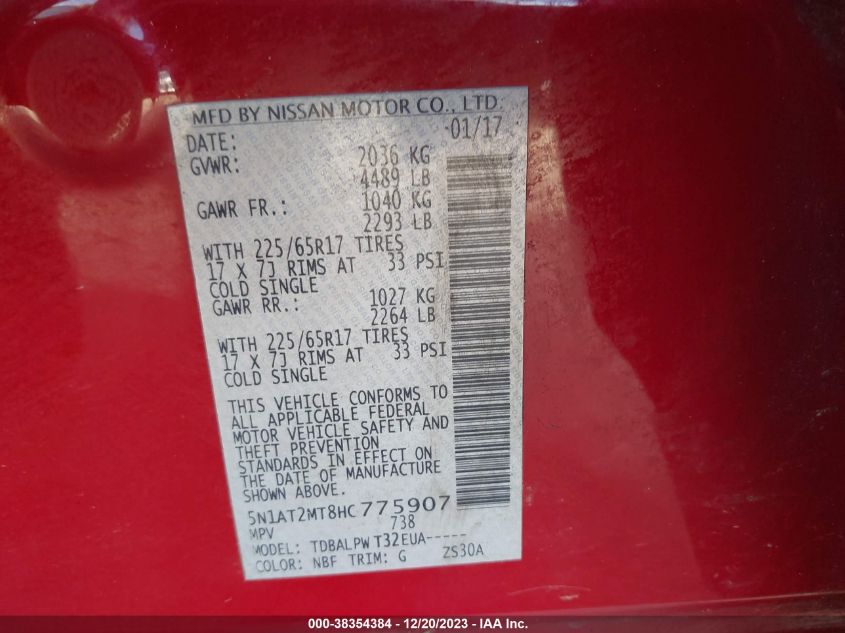 MFD BY NISSAN MOTOR CO., LTD.
DATE: 01/17
GVWR: 2036 KG
4489 LB
GAWR FR.: 1040 KG
2293 LB
WITH 225/65R17 TIRES
17 X 7J RIMS AT 33 PSI
COLD SINGLE
GAWR RR.: 1027 KG
2264 LB
WITH 225/65R17 TIRES
17 X 7J RIMS AT 33 PSI
COLD SINGLE
THIS VEHICLE CONFORMS TO
ALL APPLICABLE FEDERAL
MOTOR VEHICLE SAFETY AND
THEFT PREVENTION
STANDARDS IN EFFECT ON
THE DATE OF MANUFACTURE
SHOWN ABOVE.
5N1AT2MT8HC775907
MPV 738
MODEL: TDBALPW T32EUA-----
COLOR: NBF TRIM: G ZS30A
000-38354384 - 12/20/2023 - IAA Inc.